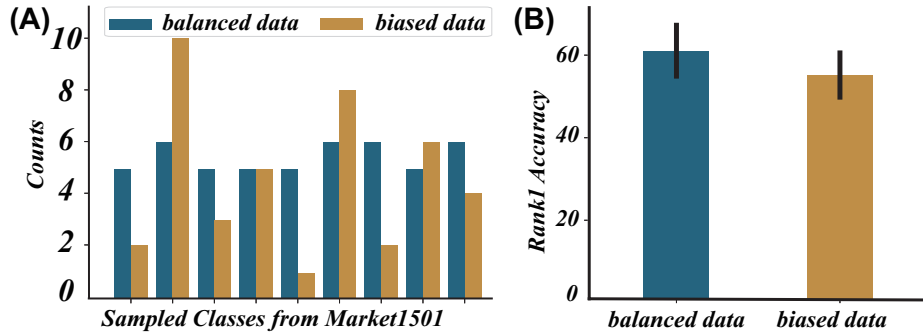 (A)
balanced data
biased data
10
8
6
4
2
0
Counts
Sampled Classes from Market1501
(B)
60
40
20
0
Rank1 Accuracy
balanced data
biased data